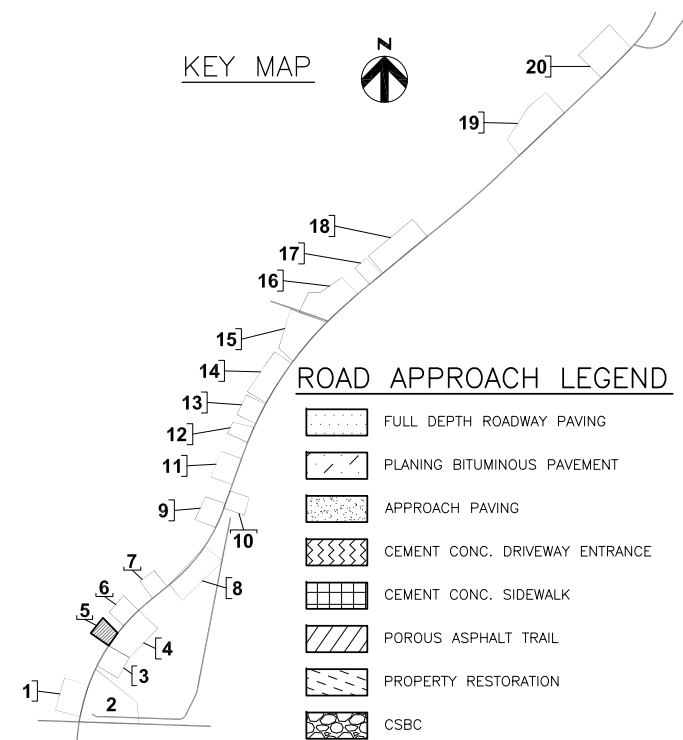 KEY MAP
N
20
19
18
17
16
15
14
13
12
11
9
10
7
8
6
5
4
3
1
2
ROAD APPROACH LEGEND
FULL DEPTH ROADWAY PAVING
PLANING BITUMINOUS PAVEMENT
APPROACH PAVING
CEMENT CONC. DRIVEWAY ENTRANCE
CEMENT CONC. SIDEWALK
POROUS ASPHALT TRAIL
PROPERTY RESTORATION
CSBC